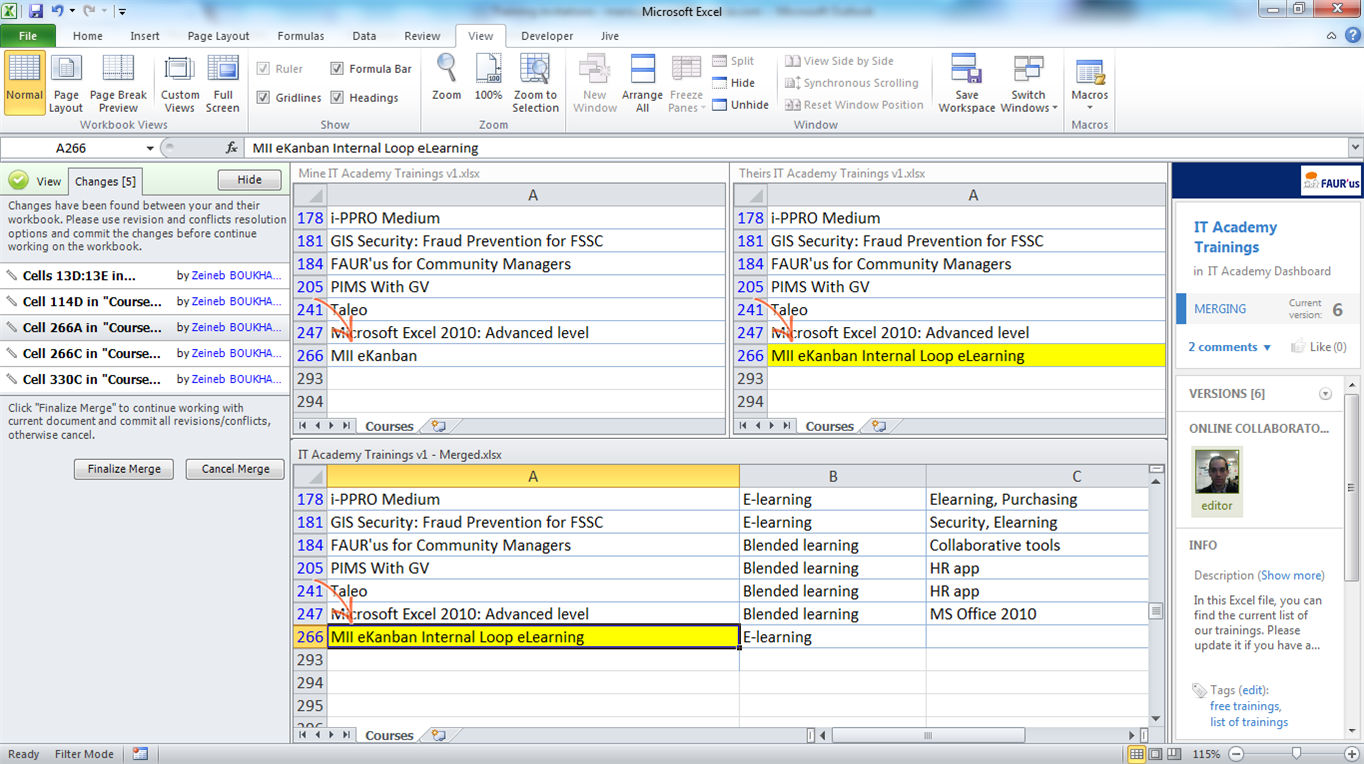 Microsoft Excel
File Home Insert Page Layout Formulas Data Review View Developer Jive
Normal Page Layout Page Break Preview Custom Views Full Screen
Workbook Views
Ruler Formula Bar
Gridlines Headings
Show
Zoom 100% Zoom to Selection
Zoom
New Window Arrange All Freeze Panes
Split
Hide
Unhide
View Side by Side
Synchronous Scrolling
Reset Window Position
Window
Save Workspace Switch Windows
Macros
Macros
A266 fx MII eKanban Internal Loop eLearning
View Changes [5] Hide
Changes have been found between your and their
workbook. Please use revision and conflicts resolution
options and commit the changes before continue
working on the workbook.
Cells 13D:13E in... by Zeineb BOUKHA...
Cell 114D in "Course... by Zeineb BOUKHA...
Cell 266A in "Course... by Zeineb BOUKHA...
Cell 266C in "Course... by Zeineb BOUKHA...
Cell 330C in "Course... by Zeineb BOUKHA...
Click "Finalize Merge" to continue working with
current document and commit all revisions/conflicts,
otherwise cancel.
Finalize Merge Cancel Merge
Mine IT Academy Trainings v1.xlsx
A
178 i-PPRO Medium
181 GIS Security: Fraud Prevention for FSSC
184 FAUR'us for Community Managers
205 PIMS With GV
241 Taleo
247 Microsoft Excel 2010: Advanced level
266 MII eKanban
293
294
Courses
Theirs IT Academy Trainings v1.xlsx
A
178 i-PPRO Medium
181 GIS Security: Fraud Prevention for FSSC
184 FAUR'us for Community Managers
205 PIMS With GV
241 Taleo
247 Microsoft Excel 2010: Advanced level
266 MII eKanban Internal Loop eLearning
293
294
Courses
IT Academy Trainings v1 - Merged.xlsx
A B C
178 i-PPRO Medium E-learning Elearning, Purchasing
181 GIS Security: Fraud Prevention for FSSC E-learning Security, Elearning
184 FAUR'us for Community Managers Blended learning Collaborative tools
205 PIMS With GV Blended learning HR app
241 Taleo Blended learning HR app
247 Microsoft Excel 2010: Advanced level Blended learning MS Office 2010
266 MII eKanban Internal Loop eLearning E-learning
293
294
295
296
Courses
FAUR'us
IT Academy
Trainings
in IT Academy Dashboard
MERGING Current version: 6
2 comments Like (0)
VERSIONS [6]
ONLINE COLLABORATO...
editor
INFO
Description (Show more)
In this Excel file, you can
find the current list of
our trainings. Please
update it if you have a...
Tags (edit):
free trainings,
list of trainings
Ready Filter Mode 115%